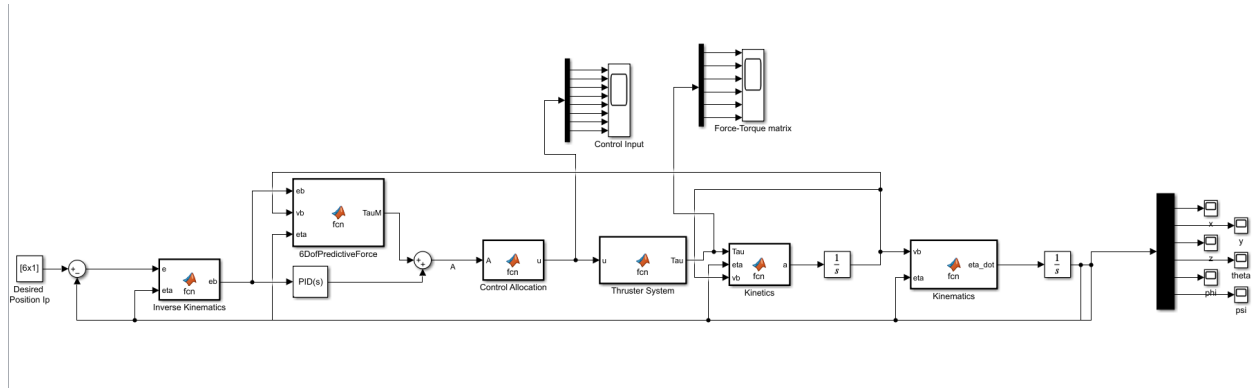 Control Input
Force-Torque matrix
eb
vb
eta
fcn
TauM
6DofPredictiveForce
[6x1]
Desired
Position Ip
e
eta
fcn
eb
Inverse Kinematics
PID(s)
A
A
fcn
u
Control Allocation
u
fcn
Tau
Thruster System
Tau
eta
vb
fcn
a
Kinetics
1
s
vb
eta
fcn
eta_dot
Kinematics
1
s
x
y
z
theta
phi
psi